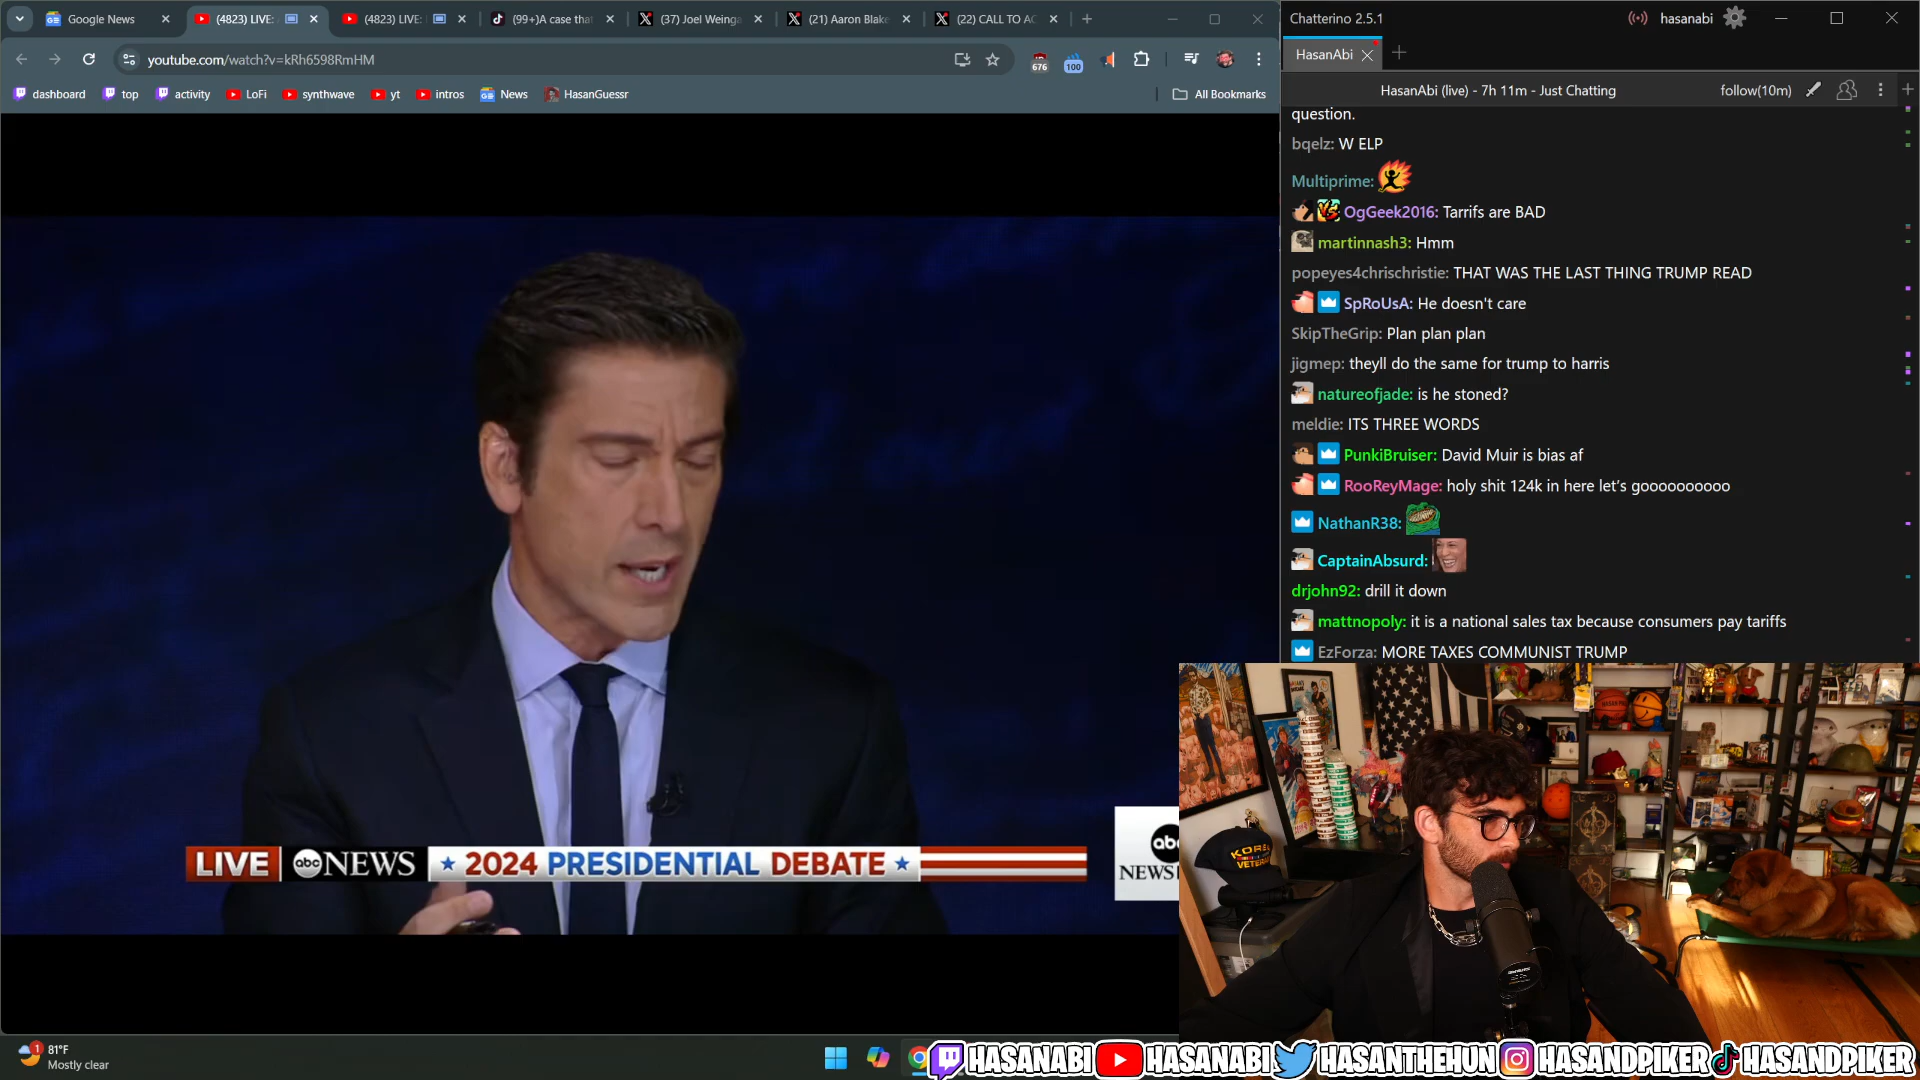 Google News
(4823) LIVE:
(4823) LIVE:
(99+)A case that
(37) Joel Weinga
(21) Aaron Blake
(22) CALL TO AC
youtube.com/watch?v=kRh6598RmHM
676
100
dashboard
top
activity
LoFi
synthwave
yt
intros
News
HasanGuessr
All Bookmarks
Chatterino 2.5.1
hasanabi
HasanAbi
HasanAbi (live) - 7h 11m - Just Chatting
follow(10m)
question.
bqelz: W ELP
Multiprime:
OgGeek2016: Tarrifs are BAD
martinnash3: Hmm
popeyes4chrischristie: THAT WAS THE LAST THING TRUMP READ
SpRoUsA: He doesn't care
SkipTheGrip: Plan plan plan
jigmep: theyll do the same for trump to harris
natureofjade: is he stoned?
meldie: ITS THREE WORDS
PunkiBruiser: David Muir is bias af
RooReyMage: holy shit 124k in here let's goooooooooo
NathanR38:
CaptainAbsurd:
drjohn92: drill it down
mattnopoly: it is a national sales tax because consumers pay tariffs
EzForza: MORE TAXES COMMUNIST TRUMP
LIVE abc NEWS ★ 2024 PRESIDENTIAL DEBATE ★
abc
NEWS
KOREA
VETERAN
1
81°F
Mostly clear
HASANABI HASANABI HASANTHEHUN HASANDPIKER HASANDPIKER